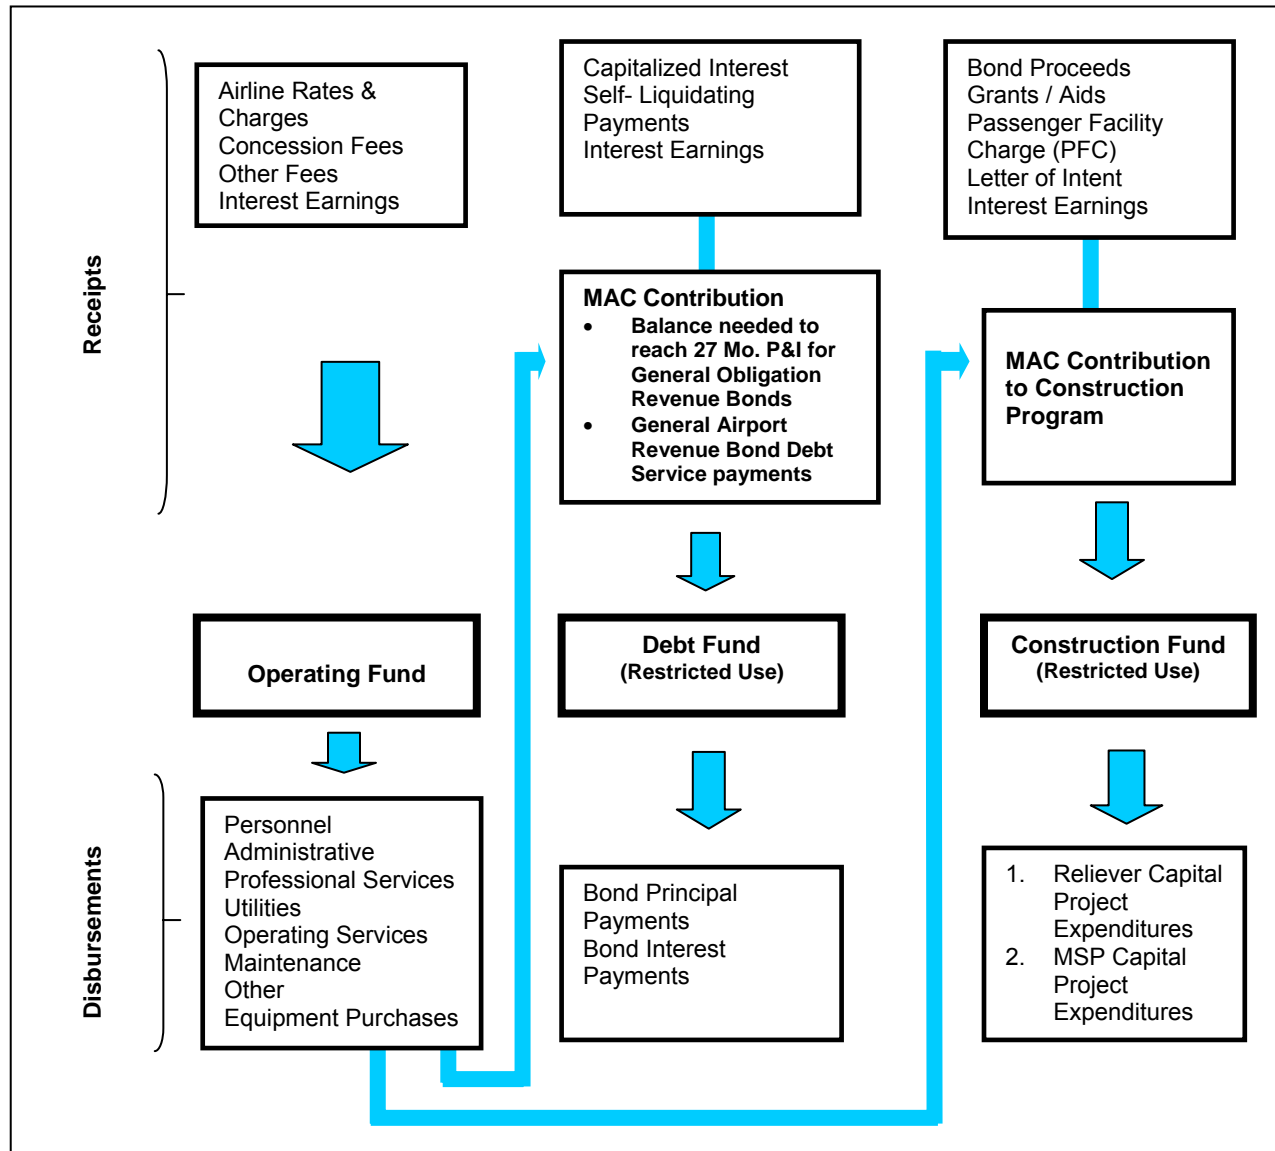 Receipts
Airline Rates &
Charges
Concession Fees
Other Fees
Interest Earnings
Capitalized Interest
Self- Liquidating
Payments
Interest Earnings
Bond Proceeds
Grants / Aids
Passenger Facility
Charge (PFC)
Letter of Intent
Interest Earnings
MAC Contribution
• Balance needed to
reach 27 Mo. P&I for
General Obligation
Revenue Bonds
• General Airport
Revenue Bond Debt
Service payments
MAC Contribution
to Construction
Program
Operating Fund
Debt Fund
(Restricted Use)
Construction Fund
(Restricted Use)
Disbursements
Personnel
Administrative
Professional Services
Utilities
Operating Services
Maintenance
Other
Equipment Purchases
Bond Principal
Payments
Bond Interest
Payments
1. Reliever Capital
Project
Expenditures
2. MSP Capital
Project
Expenditures